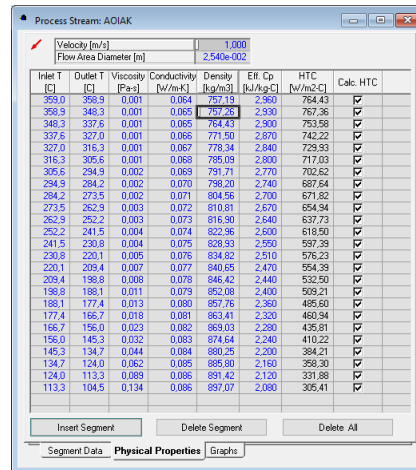 Process Stream: AOIAK
Velocity [m/s] 1,000
Flow Area Diameter [m] 2,540e-002
Inlet T Outlet T Viscosity Conductivity Density Eff. Cp HTC Calc. HTC
[C] [C] [Pa-s] [W/m-K] [kg/m3] [kJ/kg-C] [W/m2-C]
359,0 358,9 0,001 0,064 757,19 2,960 764,43
358,9 348,3 0,001 0,065 757,26 2,930 767,36
348,3 337,6 0,001 0,065 764,43 2,900 753,58
337,6 327,0 0,001 0,066 771,50 2,870 742,22
327,0 316,3 0,001 0,067 778,34 2,840 729,93
316,3 305,6 0,001 0,068 785,09 2,800 717,03
305,6 294,9 0,002 0,069 791,71 2,770 702,62
294,9 284,2 0,002 0,070 798,20 2,740 687,64
284,2 273,5 0,002 0,071 804,56 2,700 671,82
273,5 262,9 0,003 0,072 810,81 2,670 654,94
262,9 252,2 0,003 0,073 816,90 2,640 637,73
252,2 241,5 0,004 0,074 822,96 2,600 618,50
241,5 230,8 0,004 0,075 828,93 2,550 597,39
230,8 220,1 0,005 0,076 834,82 2,510 576,23
220,1 209,4 0,007 0,077 840,65 2,470 554,39
209,4 198,8 0,008 0,078 846,42 2,440 532,50
198,8 188,1 0,011 0,079 852,08 2,400 509,21
188,1 177,4 0,013 0,080 857,76 2,360 485,60
177,4 166,7 0,018 0,081 863,41 2,320 460,94
166,7 156,0 0,023 0,082 869,03 2,280 435,81
156,0 145,3 0,032 0,083 874,64 2,240 410,22
145,3 134,7 0,044 0,084 880,25 2,200 384,21
134,7 124,0 0,062 0,085 885,80 2,160 358,30
124,0 113,3 0,089 0,086 891,42 2,120 331,88
113,3 104,5 0,134 0,086 897,07 2,080 305,41
Insert Segment Delete Segment Delete All
Segment Data Physical Properties Graphs